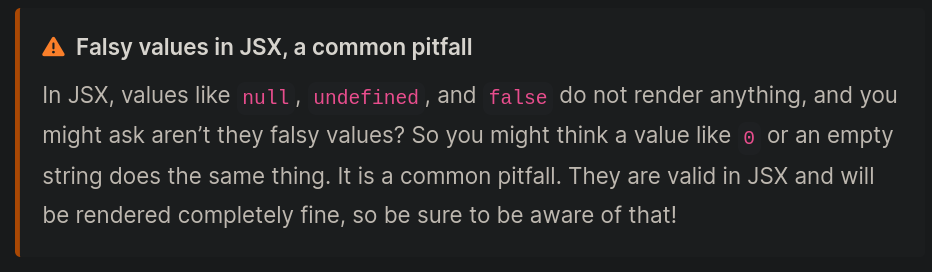 Falsy values in JSX, a common pitfall
In JSX, values like null, undefined, and false do not render anything, and you
might ask aren’t they falsy values? So you might think a value like 0 or an empty
string does the same thing. It is a common pitfall. They are valid in JSX and will
be rendered completely fine, so be sure to be aware of that!